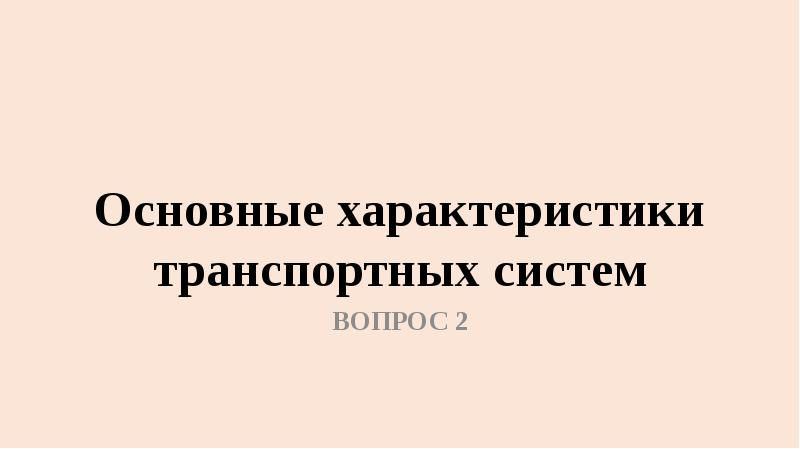 Основные характеристики
транспортных систем
ВОПРОС 2